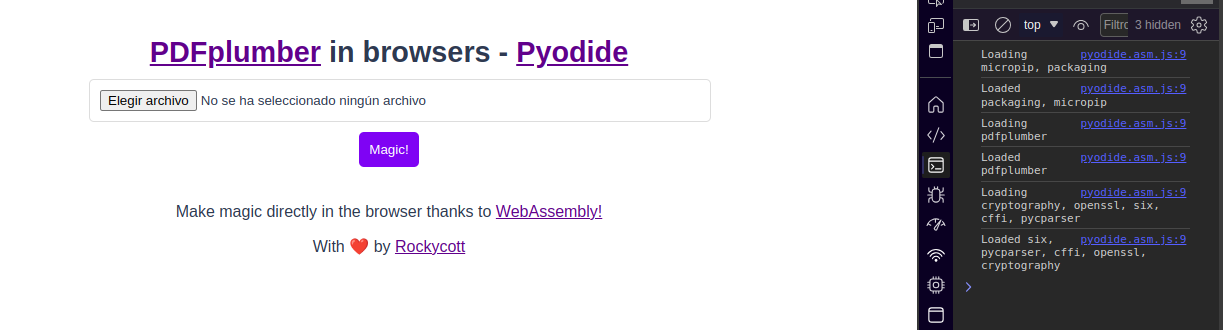 PDFplumber in browsers - Pyodide
Elegir archivo No se ha seleccionado ningún archivo
Magic!
Make magic directly in the browser thanks to WebAssembly!
With ❤️ by Rockycott
top Filtro 3 hidden
Loading pyodide.asm.js:9
micropip, packaging
Loaded pyodide.asm.js:9
packaging, micropip
Loading pyodide.asm.js:9
pdfplumber
Loaded pyodide.asm.js:9
pdfplumber
Loading pyodide.asm.js:9
cryptography, openssl, six,
cffi, pycparser
Loaded six, pyodide.asm.js:9
pycparser, cffi, openssl,
cryptography